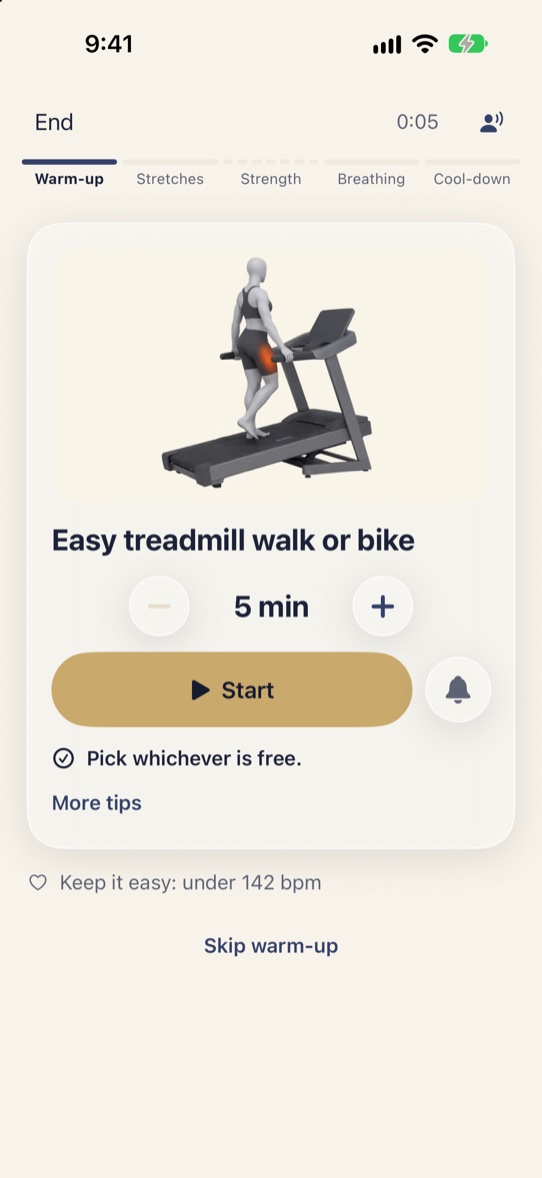 9:41
End
0:05
Warm-up
Stretches
Strength
Breathing
Cool-down
Easy treadmill walk or bike
5 min
Start
Pick whichever is free.
More tips
Keep it easy: under 142 bpm
Skip warm-up